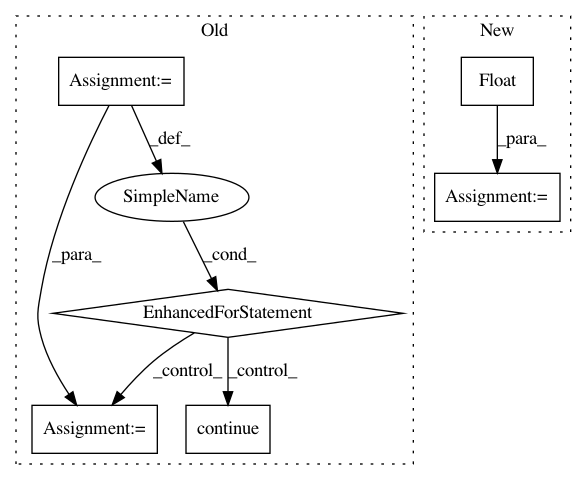 Old
New
Assignment:=
Float
_def_
_para_
SimpleName
Assignment:=
_para_
_cond_
EnhancedForStatement
_control_
_control_
Assignment:=
continue